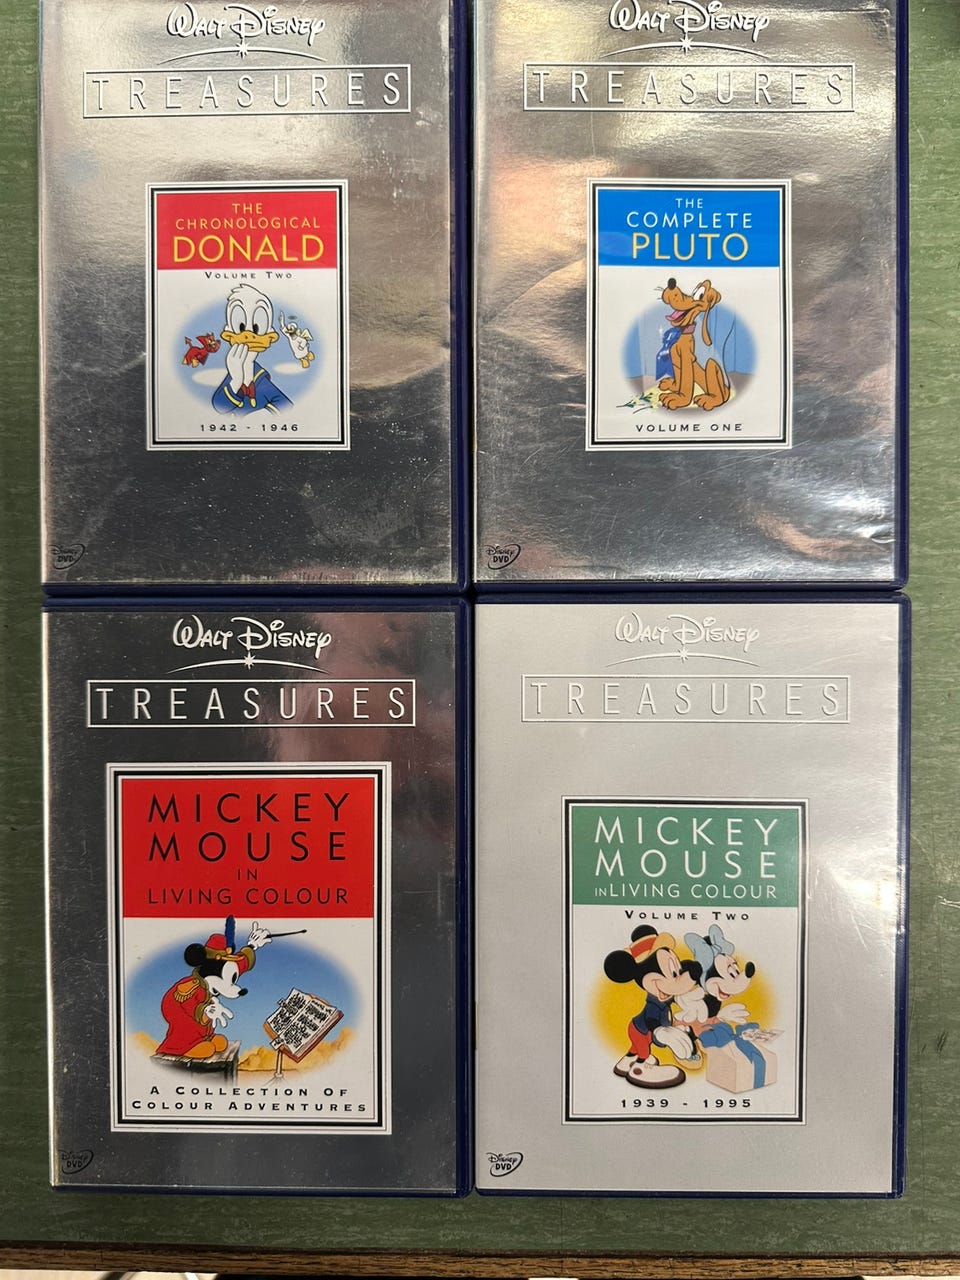 WALT DISNEY
TREASURES
THE
CHRONOLOGICAL
DONALD
VOLUME TWO
1942 - 1946
Disney
DVD
WALT DISNEY
TREASURES
THE
COMPLETE
PLUTO
VOLUME ONE
Disney
DVD
WALT DISNEY
TREASURES
MICKEY
MOUSE
IN
LIVING COLOUR
A COLLECTION OF
COLOUR ADVENTURES
Disney
DVD
WALT DISNEY
TREASURES
MICKEY
MOUSE
IN LIVING COLOUR
VOLUME TWO
1939 - 1995
Disney
DVD